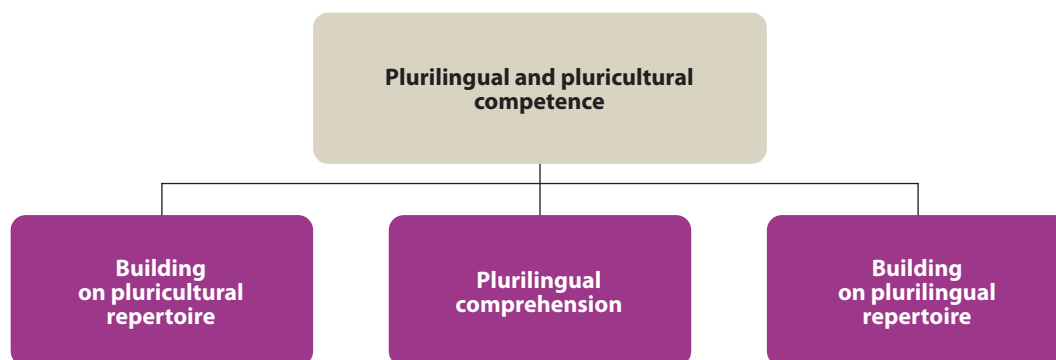 Plurilingual and pluricultural
competence
Building
on pluricultural
repertoire
Plurilingual
comprehension
Building
on plurilingual
repertoire